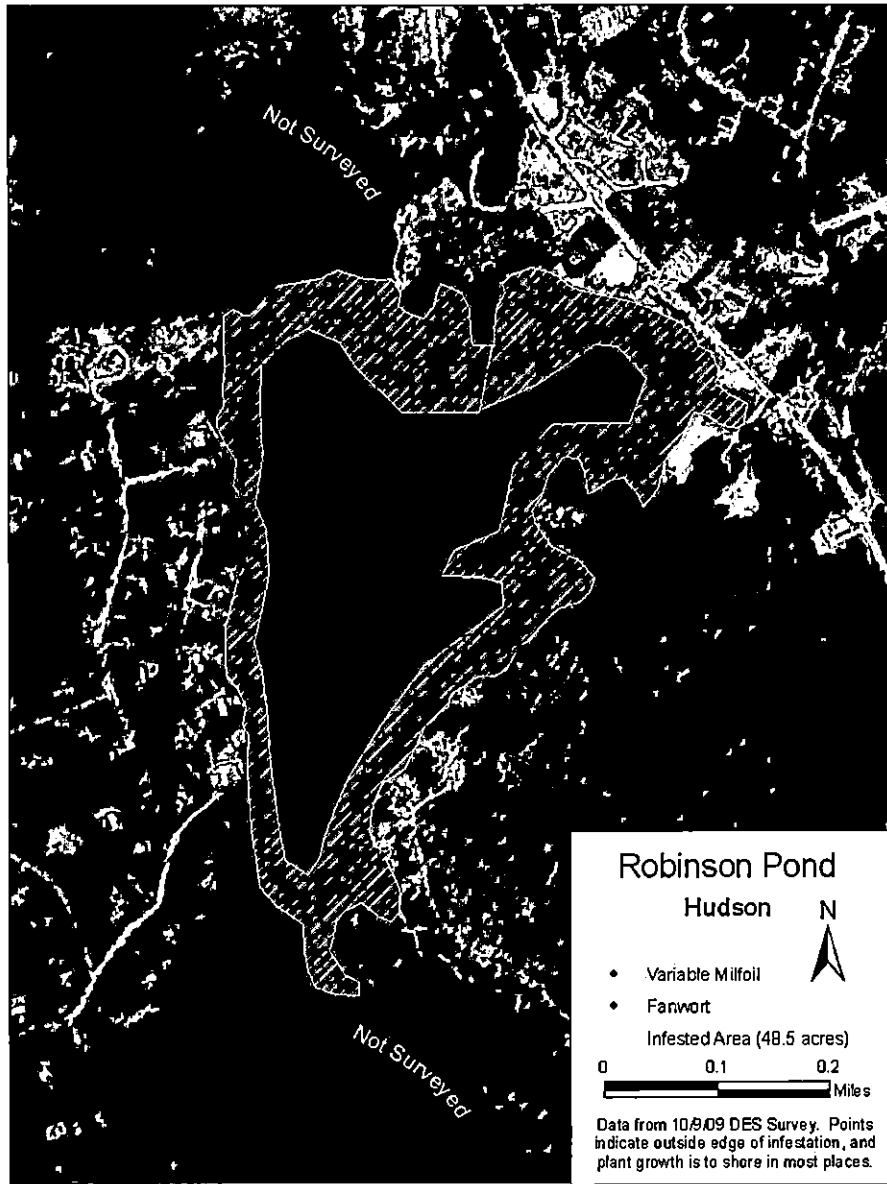 Not Surveyed
Not Surveyed
Robinson Pond
Hudson
N
Variable Milfoil
Fanwort
Infested Area (48.5 acres)
0 0.1 0.2
Miles
Data from 10/9/09 DES Survey. Points
indicate outside edge of infestation, and
plant growth is to shore in most places.